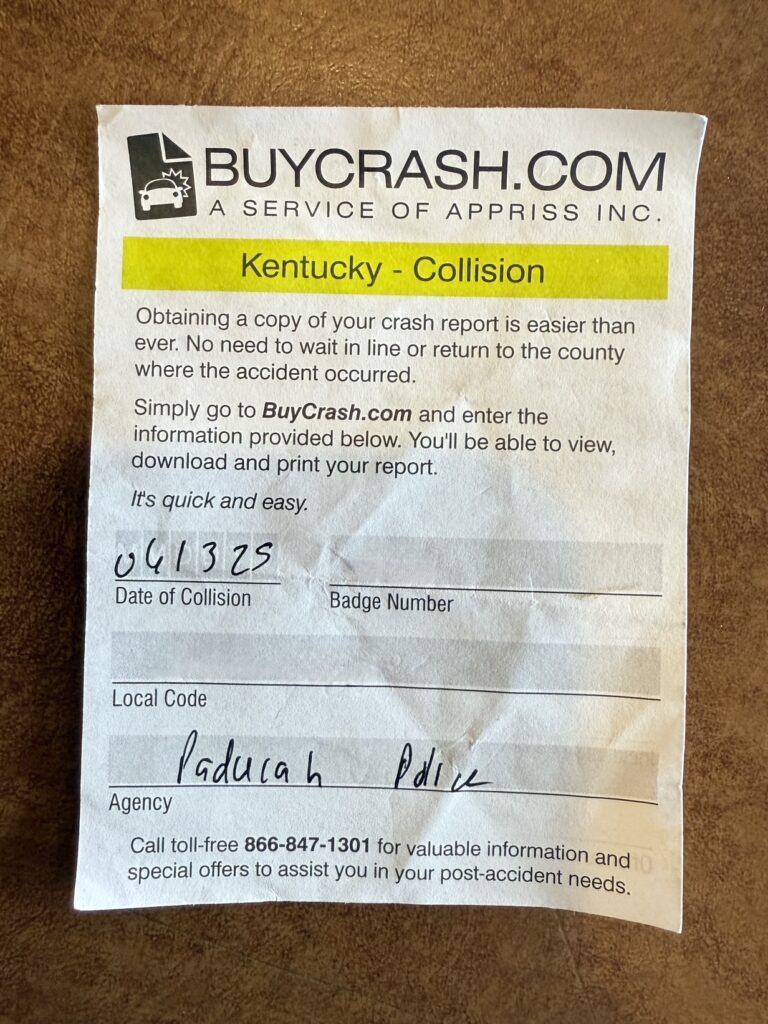 BUYCRASH.COM
A SERVICE OF APPRISS INC.
Kentucky - Collision
Obtaining a copy of your crash report is easier than
ever. No need to wait in line or return to the county
where the accident occurred.
Simply go to BuyCrash.com and enter the
information provided below. You'll be able to view,
download and print your report.
It's quick and easy.
061325
Date of Collision
Badge Number
Local Code
Paducah Police
Agency
Call toll-free 866-847-1301 for valuable information and
special offers to assist you in your post-accident needs.